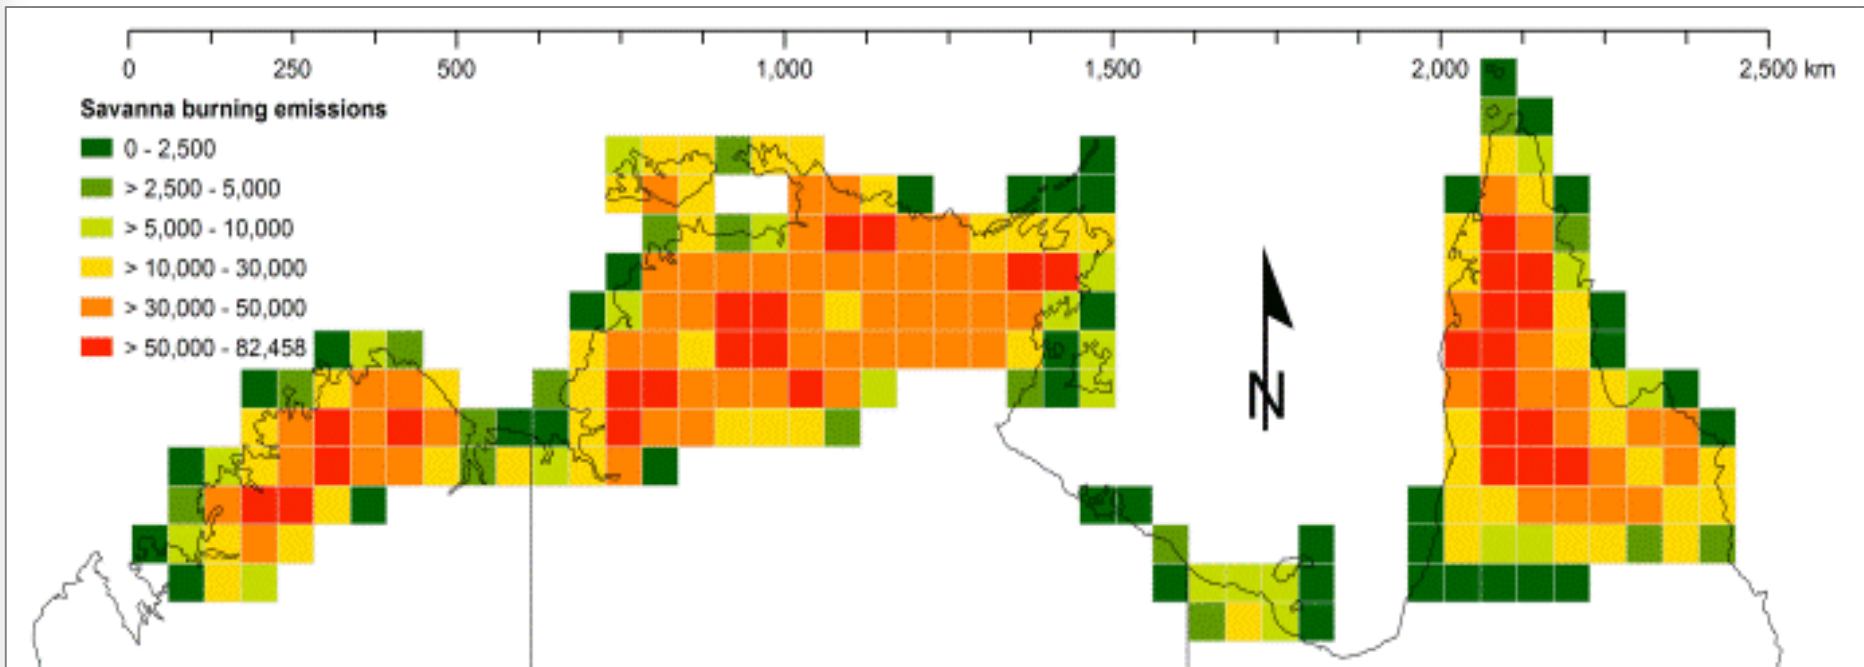 0 250 500 1,000 1,500 2,000 2,500 km
Savanna burning emissions
0 - 2,500
> 2,500 - 5,000
> 5,000 - 10,000
> 10,000 - 30,000
> 30,000 - 50,000
> 50,000 - 82,458
N